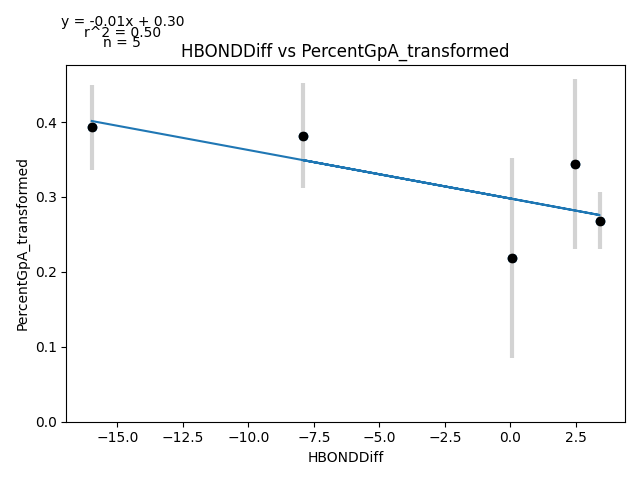 y = -0.01x + 0.30
r^2 = 0.50
n = 5
HBONDDiff vs PercentGpA_transformed
PercentGpA_transformed
0.4
0.3
0.2
0.1
0.0
−15.0 −12.5 −10.0 −7.5 −5.0 −2.5 0.0 2.5
HBONDDiff